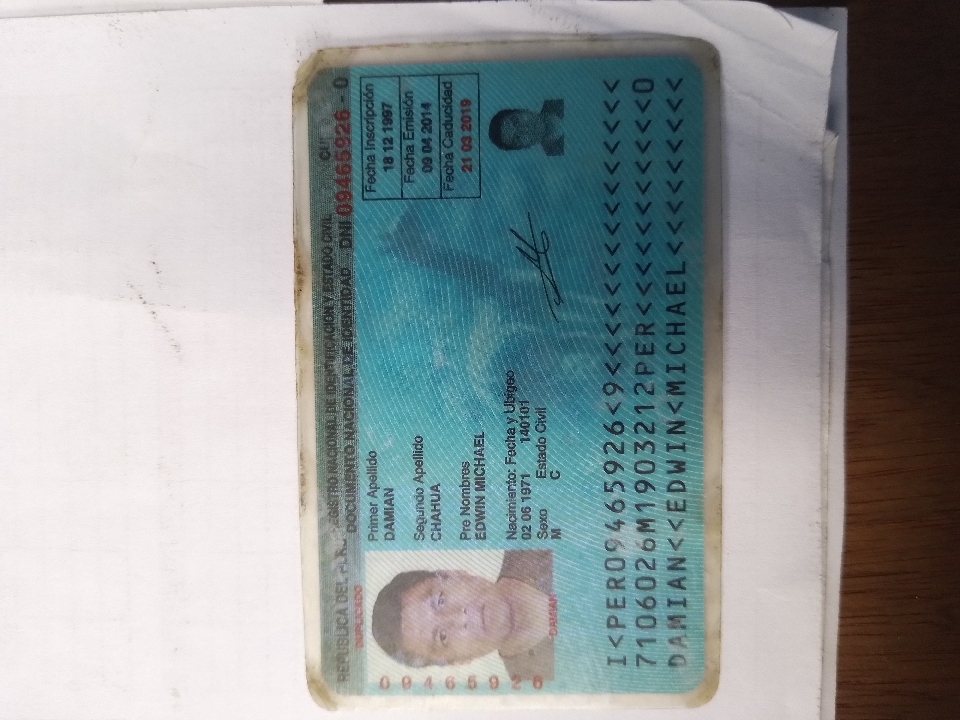 REPUBLICA DEL REGISTRO NACIONAL DE IDENTIFICACION Y ESTADO CIVIL
DOCUMENTO NACIONAL DE IDENTIDAD DNI 09465926 - 0
DUPLICADO
Primer Apellido
DAMIAN
Segundo Apellido
CHAHUA
Pre Nombres
EDWIN MICHAEL
Nacimiento: Fecha y Ubigeo
02 06 1971 140101
Sexo Estado Civil
M C
Fecha Inscripción
18 12 1997
Fecha Emisión
09 04 2014
Fecha Caducidad
21 03 2019
DAMIAN
I<PER09465926<9<<<<<<<<<<<<<<<
7106026M1903212PER<<<<<<<<<<<0
DAMIAN<<EDWIN<MICHAEL<<<<<<<<<